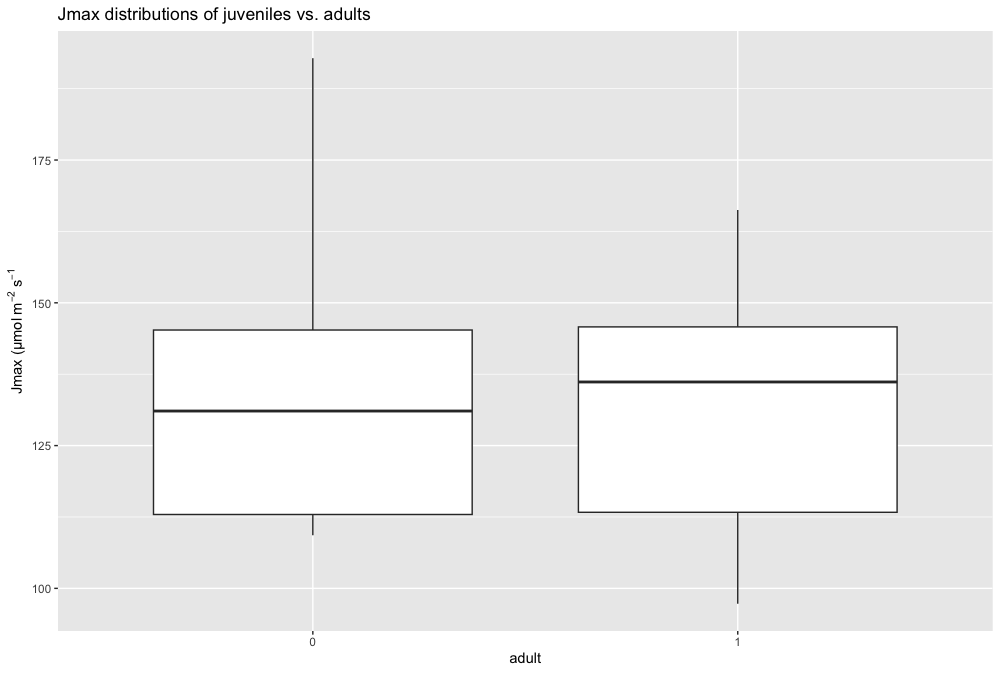 Jmax distributions of juveniles vs. adults
Jmax (μmol m⁻² s⁻¹
175
150
125
100
0 1
adult